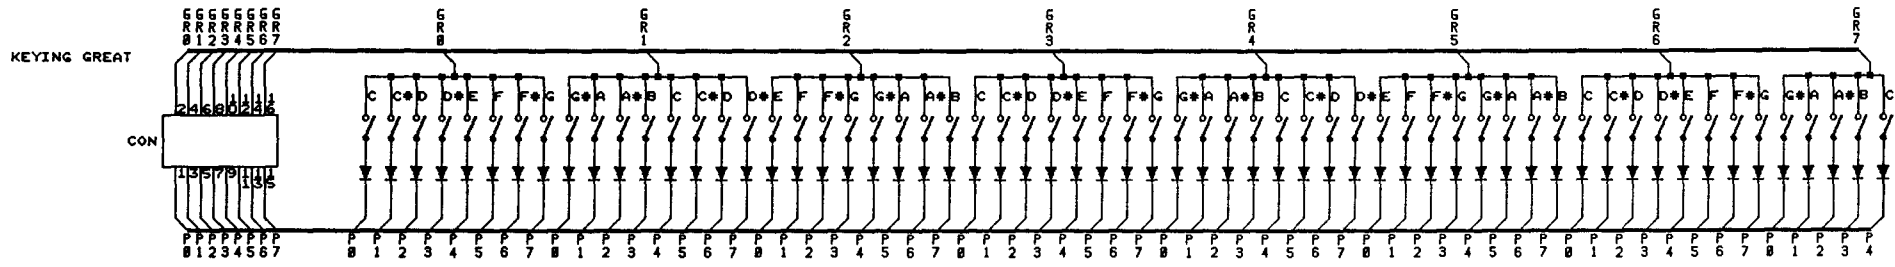 GR0 GR1 GR2 GR3 GR4 GR5 GR6 GR7 GR0 GR1 GR2 GR3 GR4 GR5 GR6 GR7
KEYING GREAT
C C# D D# E F F# G G# A A# B C C# D D# E F F# G G# A A# B C C# D D# E F F# G G# A A# B C C# D D# E F F# G G# A A# B C C# D D# E F F# G G# A A# B C
2 4 6 8 10 12 14 16
CON
1 3 5 7 9 11 13 15
P0 P1 P2 P3 P4 P5 P6 P7 P0 P1 P2 P3 P4 P5 P6 P7 P0 P1 P2 P3 P4 P5 P6 P7 P0 P1 P2 P3 P4 P5 P6 P7 P0 P1 P2 P3 P4 P5 P6 P7 P0 P1 P2 P3 P4 P5 P6 P7 P0 P1 P2 P3 P4 P5 P6 P7 P0 P1 P2 P3 P4 P5 P6 P7 P0 P1 P2 P3 P4